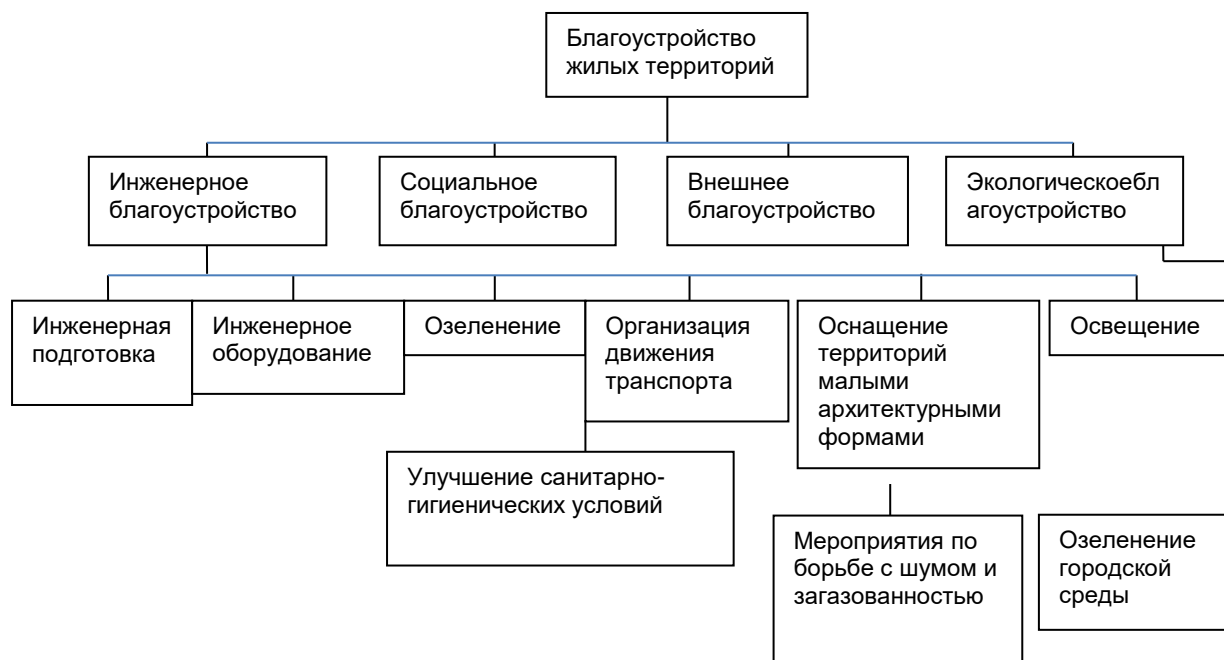 Благоустройство
жилых территорий
Инженерное
благоустройство
Социальное
благоустройство
Внешнее
благоустройство
Экологическоебл
агоустройство
Инженерная
подготовка
Инженерное
оборудование
Озеленение
Организация
движения
транспорта
Оснащение
территорий
малыми
архитектурными
формами
Освещение
Улучшение санитарно-
гигиенических условий
Мероприятия по
борьбе с шумом и
загазованностью
Озеленение
городской
среды